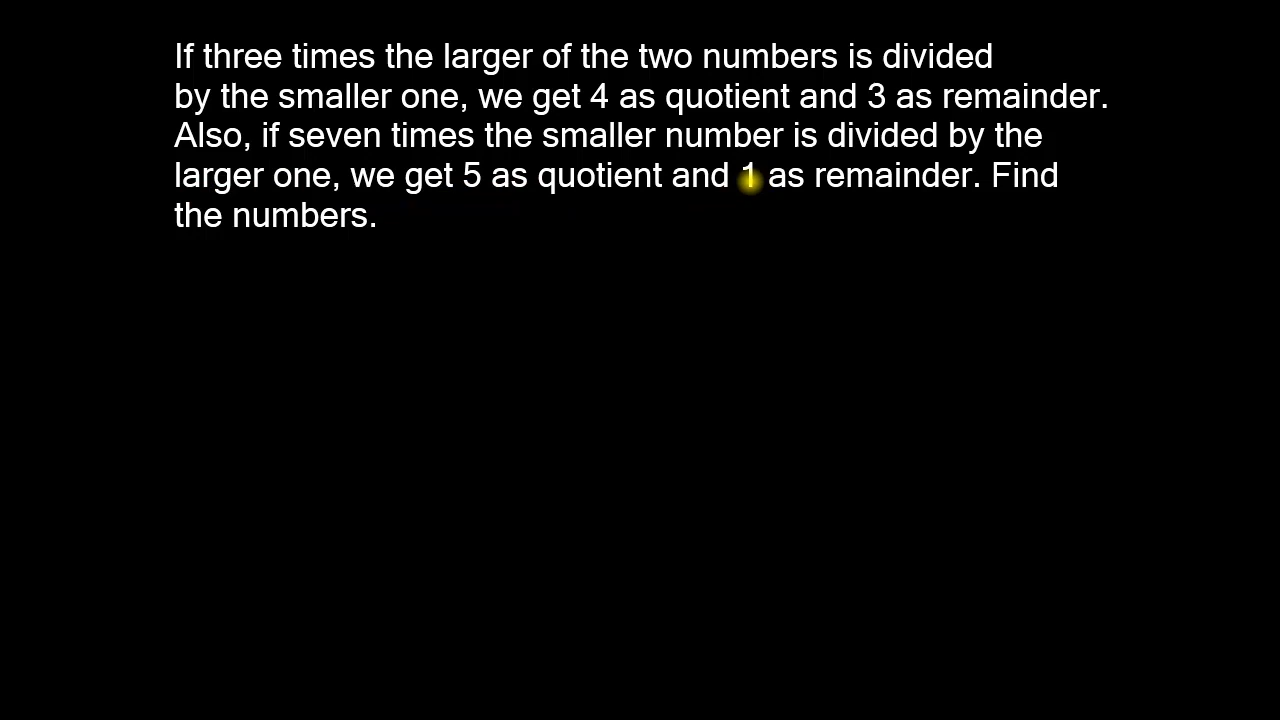 If three times the larger of the two numbers is divided
by the smaller one, we get 4 as quotient and 3 as remainder.
Also, if seven times the smaller number is divided by the
larger one, we get 5 as quotient and 1 as remainder. Find
the numbers.